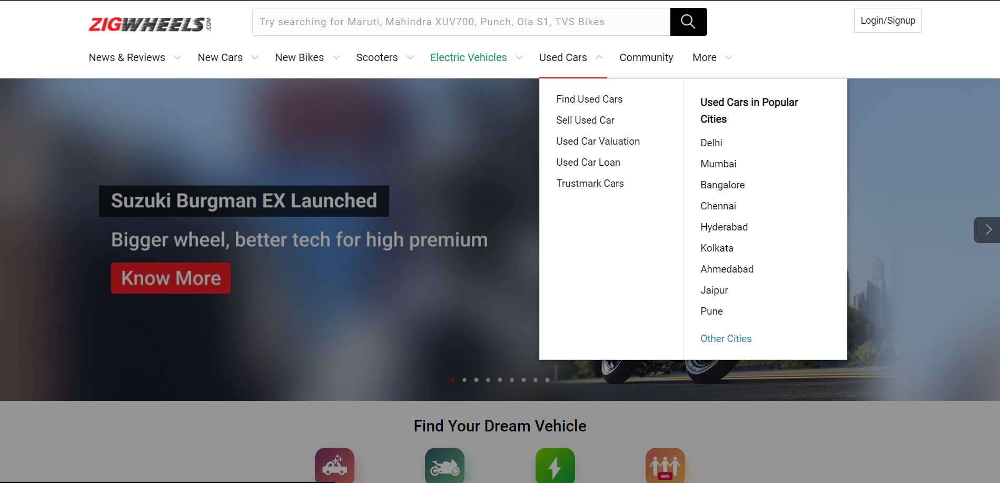 ZIGWHEELS.COM
Try searching for Maruti, Mahindra XUV700, Punch, Ola S1, TVS Bikes
Login/Signup
News & Reviews
New Cars
New Bikes
Scooters
Electric Vehicles
Used Cars
Community
More
Find Used Cars
Sell Used Car
Used Car Valuation
Used Car Loan
Trustmark Cars
Used Cars in Popular
Cities
Delhi
Mumbai
Bangalore
Chennai
Hyderabad
Kolkata
Ahmedabad
Jaipur
Pune
Other Cities
Suzuki Burgman EX Launched
Bigger wheel, better tech for high premium
Know More
Find Your Dream Vehicle
NEW